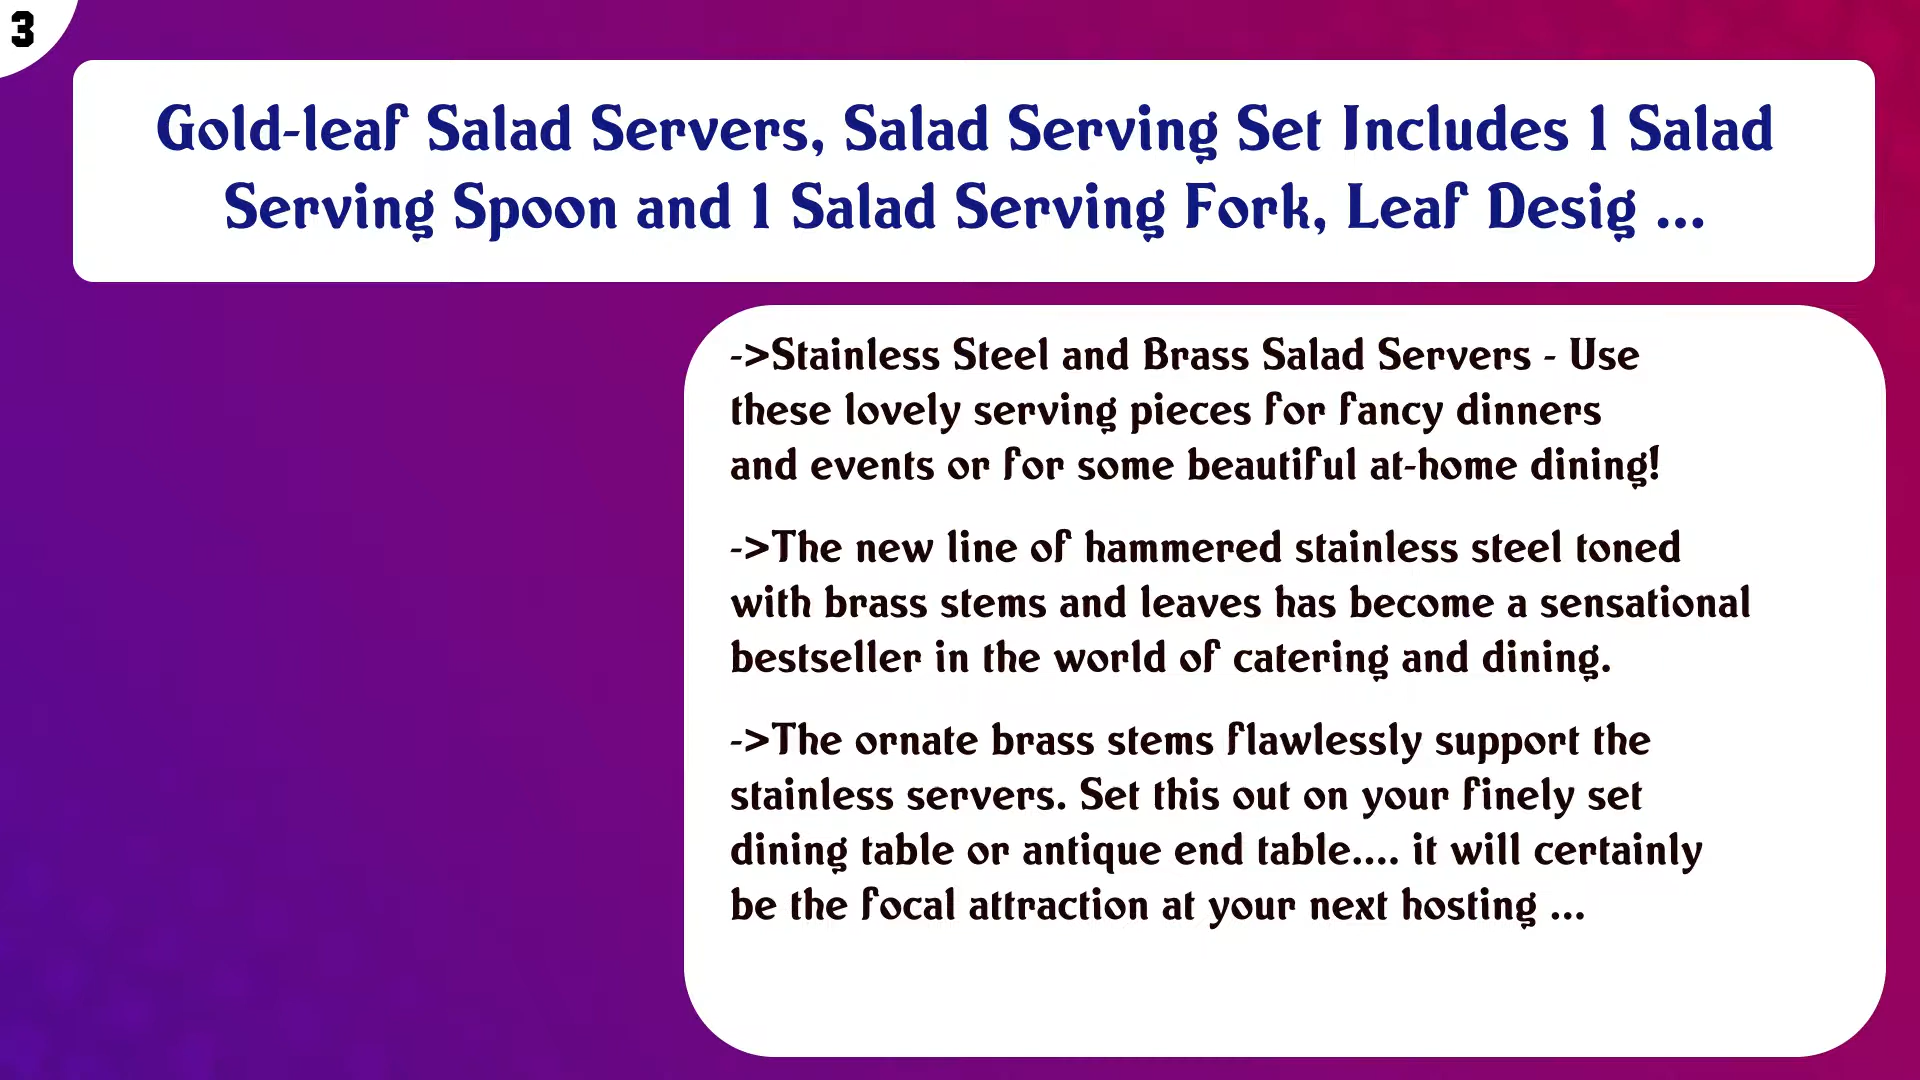 3
Gold-leaf Salad Servers, Salad Serving Set Includes 1 Salad
Serving Spoon and 1 Salad Serving Fork, Leaf Desig ...
->Stainless Steel and Brass Salad Servers - Use
these lovely serving pieces for fancy dinners
and events or for some beautiful at-home dining!
->The new line of hammered stainless steel toned
with brass stems and leaves has become a sensational
bestseller in the world of catering and dining.
->The ornate brass stems flawlessly support the
stainless servers. Set this out on your finely set
dining table or antique end table.... it will certainly
be the focal attraction at your next hosting ...